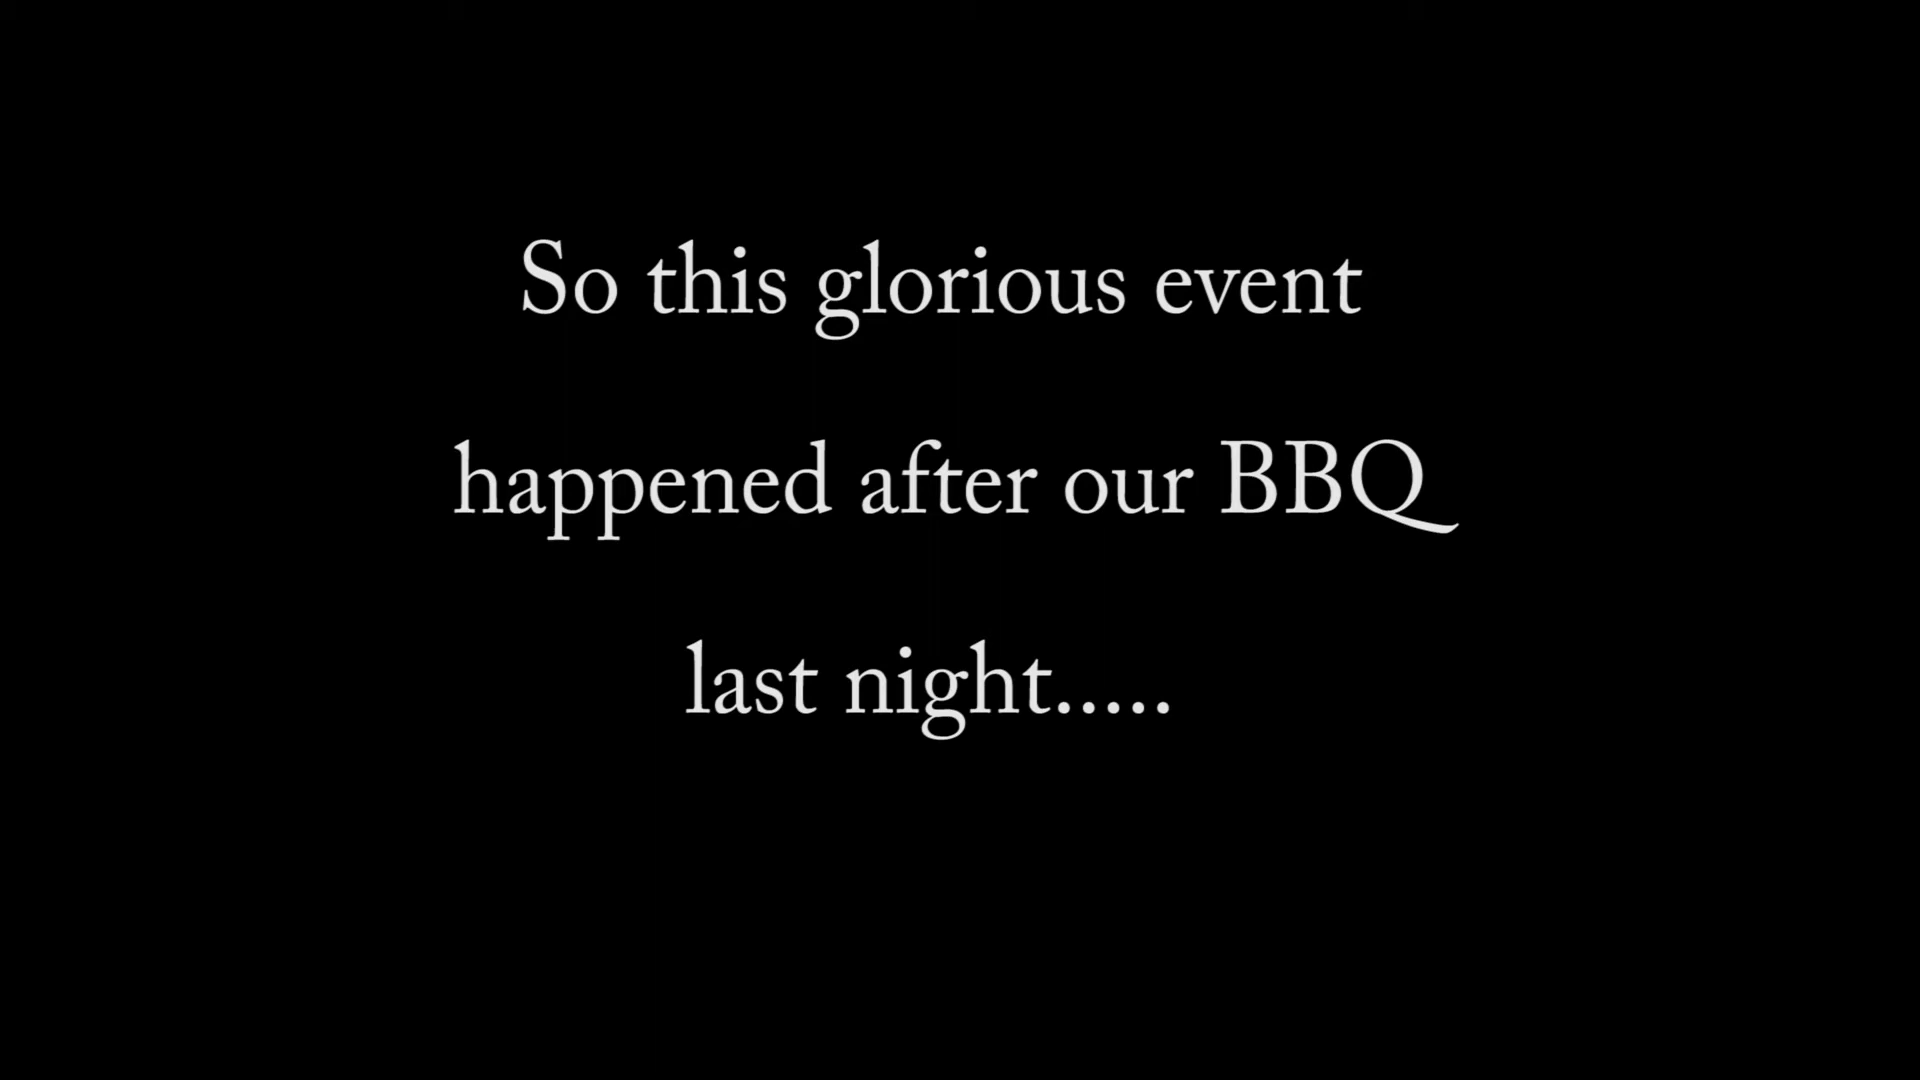 So this glorious event
happened after our BBQ
last night.....